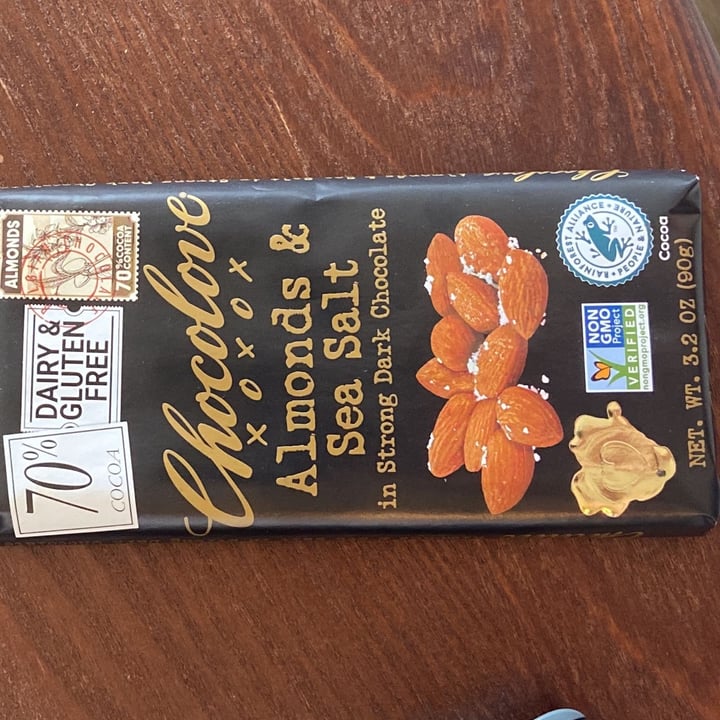 ALMONDS
70% COCOA
CONTENT
DAIRY &
GLUTEN
FREE
70%
COCOA
Chocolove
XOXOX
Almonds &
Sea Salt
in Strong Dark Chocolate
RAINFOREST ALLIANCE
PEOPLE & NATURE
Cocoa
NON
GMO
Project
VERIFIED
nongmoproject.org
NET. WT. 3.2 OZ (90g)